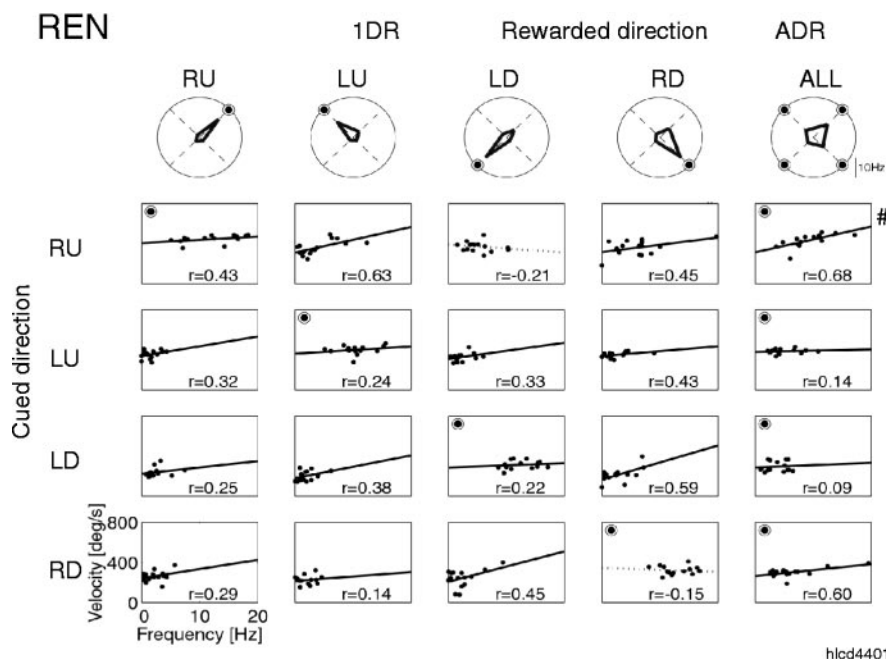 REN 1DR Rewarded direction ADR
RU LU LD RD ALL
10Hz
Cued direction
RU r=0.43 r=0.63 r=-0.21 r=0.45 r=0.68 #
LU r=0.32 r=0.24 r=0.33 r=0.43 r=0.14
LD r=0.25 r=0.38 r=0.22 r=0.59 r=0.09
RD r=0.29 r=0.14 r=0.45 r=-0.15 r=0.60
Velocity [deg/s]
800
400
0
0 10 20
Frequency [Hz]
hlcd4401